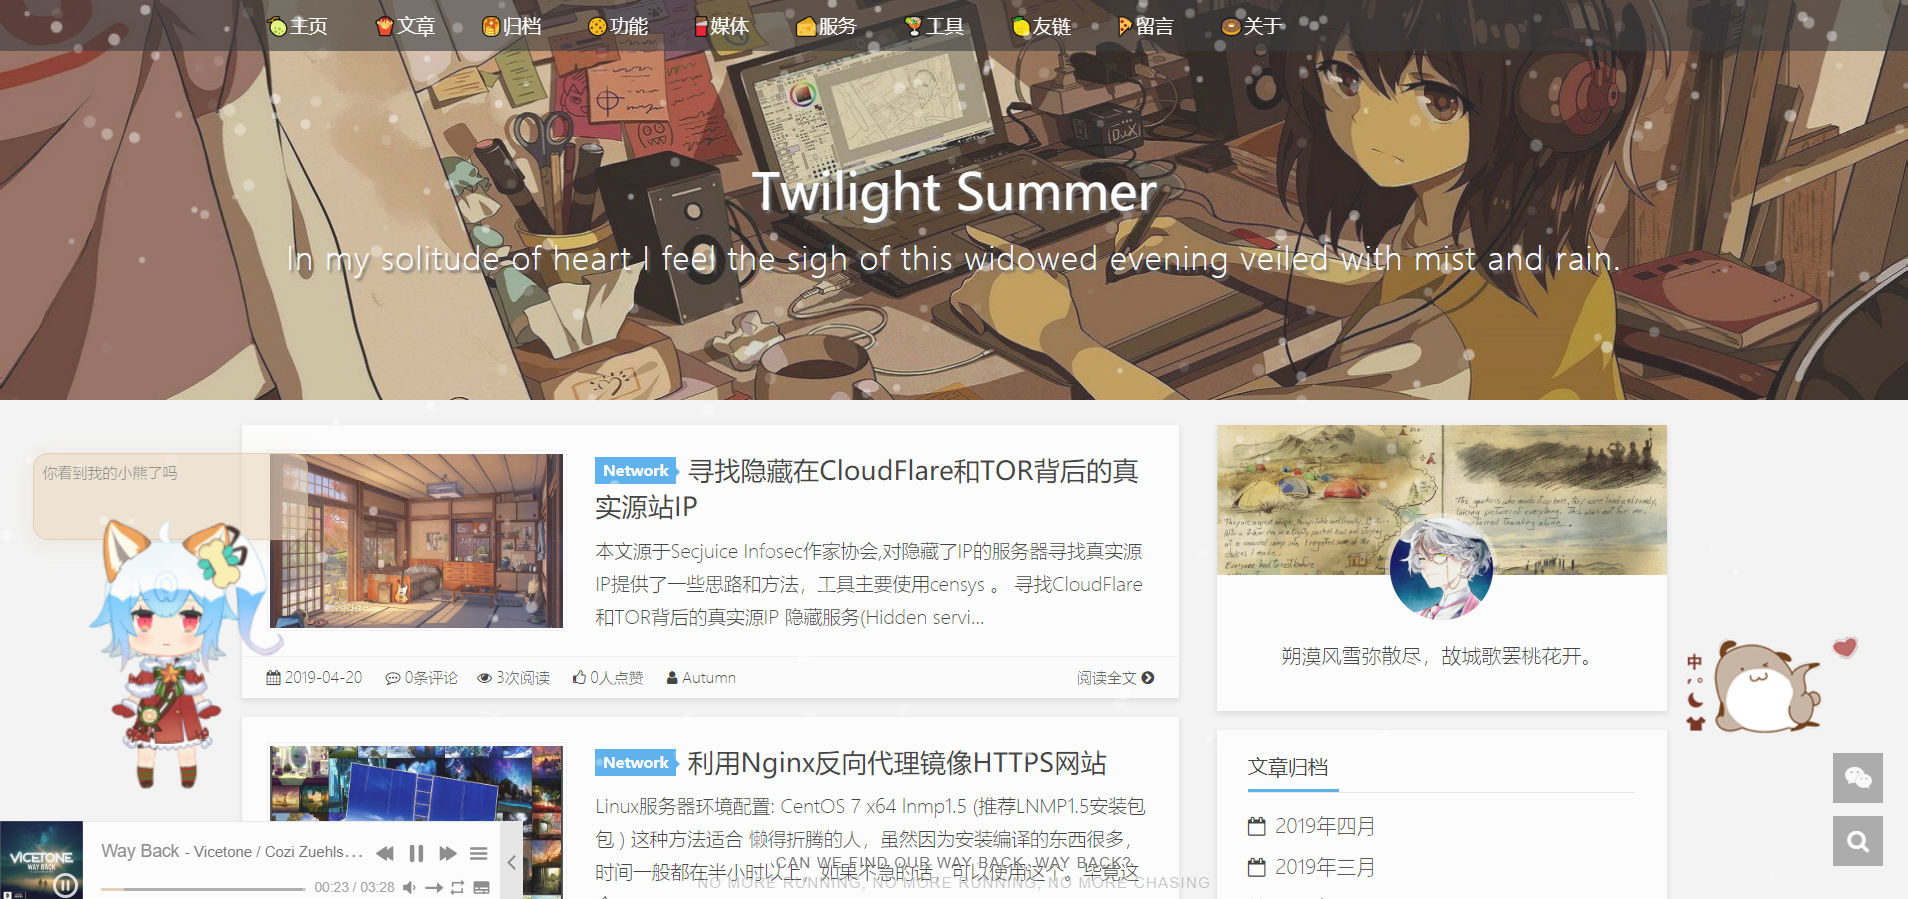 主页 文章 归档 功能 媒体 服务 工具 友链 留言 关于
Twilight Summer
In my solitude of heart I feel the sigh of this widowed evening veiled with mist and rain.
你看到我的小熊了吗
Network 寻找隐藏在CloudFlare和TOR背后的真
实源站IP
本文源于Secjuice Infosec作家协会,对隐藏了IP的服务器寻找真实源
IP提供了一些思路和方法，工具主要使用censys 。 寻找CloudFlare
和TOR背后的真实源IP 隐藏服务(Hidden servi...
2019-04-20 0条评论 3次阅读 0人点赞 Autumn 阅读全文
Network 利用Nginx反向代理镜像HTTPS网站
Linux服务器环境配置: CentOS 7 x64 lnmp1.5 (推荐LNMP1.5安装包
包 ) 这种方法适合 懒得折腾的人，虽然因为安装编译的东西很多，
时间一般都在半小时以上，如果不急的话，可以使用这个。毕竟这
CAN WE FIND OUR WAY BACK, WAY BACK?
NO MORE RUNNING, NO MORE RUNNING, NO MORE CHASING
VICETONE
WAY BACK
Way Back - Vicetone / Cozi Zuehls...
00:23 / 03:28
朔漠风雪弥散尽，故城歌罢桃花开。
中
文章归档
2019年四月
2019年三月